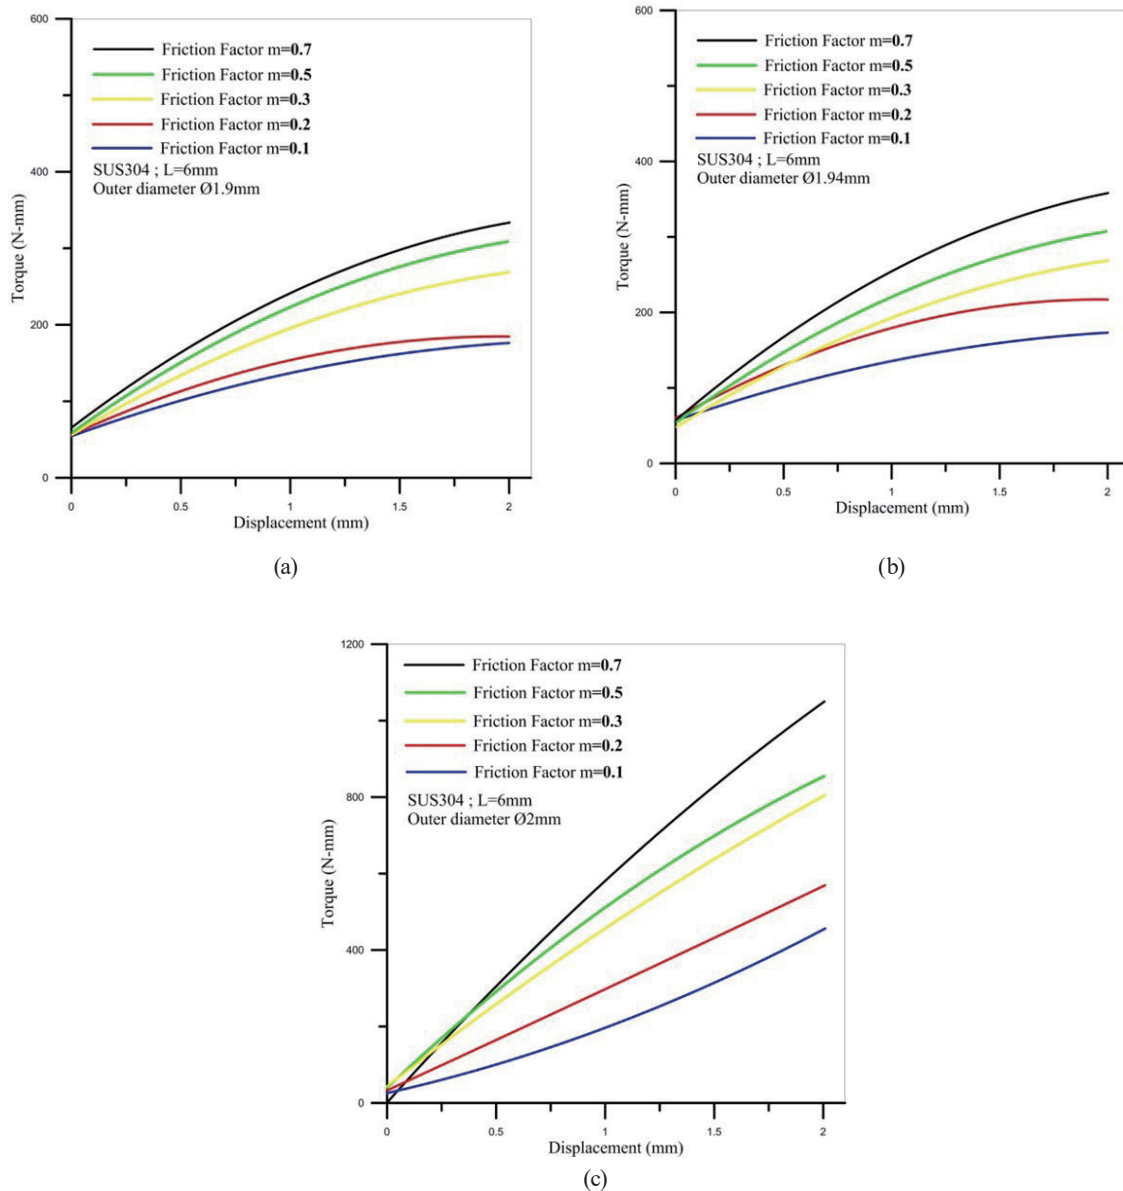 600
Friction Factor m=0.7
Friction Factor m=0.5
Friction Factor m=0.3
Friction Factor m=0.2
Friction Factor m=0.1
SUS304 ; L=6mm
Outer diameter Ø1.9mm
400
200
0
Torque (N-mm)
0 0.5 1 1.5 2
Displacement (mm)
(a)
600
Friction Factor m=0.7
Friction Factor m=0.5
Friction Factor m=0.3
Friction Factor m=0.2
Friction Factor m=0.1
SUS304 ; L=6mm
Outer diameter Ø1.94mm
400
200
0
Torque (N-mm)
0 0.5 1 1.5 2
Displacement (mm)
(b)
1200
Friction Factor m=0.7
Friction Factor m=0.5
Friction Factor m=0.3
Friction Factor m=0.2
Friction Factor m=0.1
SUS304 ; L=6mm
Outer diameter Ø2mm
800
400
0
Torque (N-mm)
0 0.5 1 1.5 2
Displacement (mm)
(c)